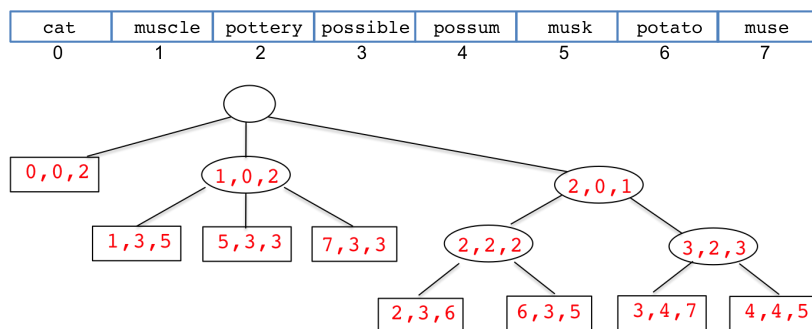 cat muscle pottery possible possum musk potato muse
0 1 2 3 4 5 6 7
0,0,2 1,0,2 2,0,1
1,3,5 5,3,3 7,3,3 2,2,2 3,2,3
2,3,6 6,3,5 3,4,7 4,4,5